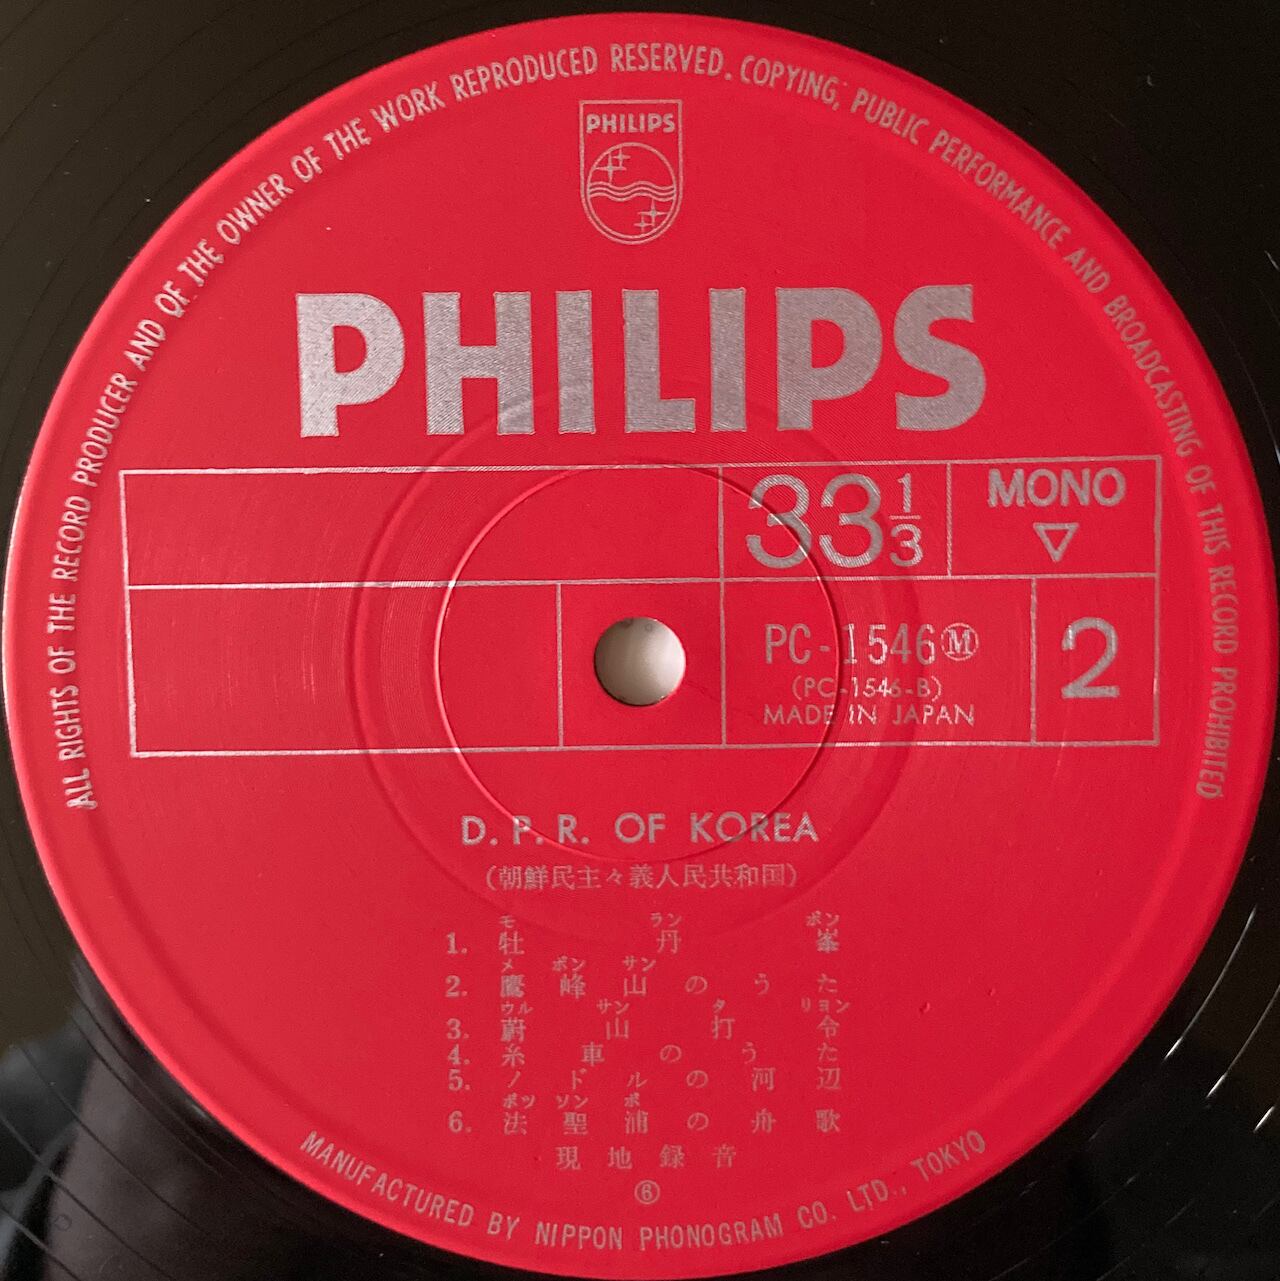 ALL RIGHTS OF THE RECORD PRODUCER AND OF THE OWNER OF THE WORK REPRODUCED RESERVED. COPYING, PUBLIC PERFORMANCE AND BROADCASTING OF THIS RECORD PROHIBITED
PHILIPS
PHILIPS
33 1/3
MONO
▽
PC-1546Ⓜ
(PC-1546-B)
MADE IN JAPAN
2
D. P. R. OF KOREA
(朝鮮民主々義人民共和国)
モ ラン ボン
1. 牡丹峯
メ ボン サン
2. 鷹峰山のうた
ウル サン タ リョン
3. 蔚山打令
4. 糸車のうた
5. ノドルの河辺
ポッ ソン ポ
6. 法聖浦の舟歌
現地録音
⑥
MANUFACTURED BY NIPPON PHONOGRAM CO. LTD., TOKYO